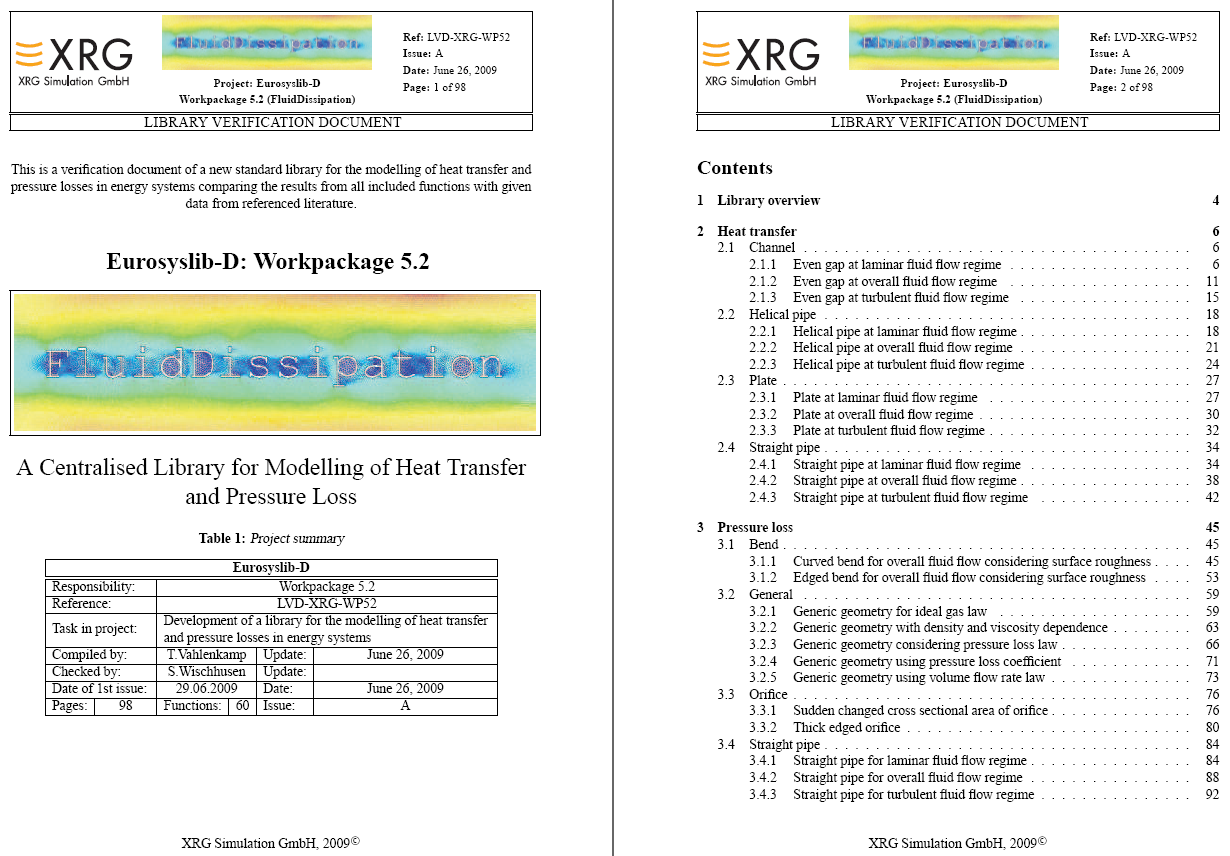 XRG
XRG Simulation GmbH
FluidDissipation
Project: Eurosyslib-D
Workpackage 5.2 (FluidDissipation)
Ref: LVD-XRG-WP52
Issue: A
Date: June 26, 2009
Page: 1 of 98
LIBRARY VERIFICATION DOCUMENT
This is a verification document of a new standard library for the modelling of heat transfer and
pressure losses in energy systems comparing the results from all included functions with given
data from referenced literature.
Eurosyslib-D: Workpackage 5.2
FluidDissipation
A Centralised Library for Modelling of Heat Transfer
and Pressure Loss
Table 1: Project summary
Eurosyslib-D
Responsibility: Workpackage 5.2
Reference: LVD-XRG-WP52
Task in project: Development of a library for the modelling of heat transfer
and pressure losses in energy systems
Compiled by: T.Vahlenkamp Update: June 26, 2009
Checked by: S.Wischhusen Update:
Date of 1st issue: 29.06.2009 Date: June 26, 2009
Pages: 98 Functions: 60 Issue: A
XRG Simulation GmbH, 2009©
XRG
XRG Simulation GmbH
FluidDissipation
Project: Eurosyslib-D
Workpackage 5.2 (FluidDissipation)
Ref: LVD-XRG-WP52
Issue: A
Date: June 26, 2009
Page: 2 of 98
LIBRARY VERIFICATION DOCUMENT
Contents
1 Library overview 4
2 Heat transfer 6
2.1 Channel 6
2.1.1 Even gap at laminar fluid flow regime 6
2.1.2 Even gap at overall fluid flow regime 11
2.1.3 Even gap at turbulent fluid flow regime 15
2.2 Helical pipe 18
2.2.1 Helical pipe at laminar fluid flow regime 18
2.2.2 Helical pipe at overall fluid flow regime 21
2.2.3 Helical pipe at turbulent fluid flow regime 24
2.3 Plate 27
2.3.1 Plate at laminar fluid flow regime 27
2.3.2 Plate at overall fluid flow regime 30
2.3.3 Plate at turbulent fluid flow regime 32
2.4 Straight pipe 34
2.4.1 Straight pipe at laminar fluid flow regime 34
2.4.2 Straight pipe at overall fluid flow regime 38
2.4.3 Straight pipe at turbulent fluid flow regime 42
3 Pressure loss 45
3.1 Bend 45
3.1.1 Curved bend for overall fluid flow considering surface roughness 45
3.1.2 Edged bend for overall fluid flow considering surface roughness 53
3.2 General 59
3.2.1 Generic geometry for ideal gas law 59
3.2.2 Generic geometry with density and viscosity dependence 63
3.2.3 Generic geometry considering pressure loss law 66
3.2.4 Generic geometry using pressure loss coefficient 71
3.2.5 Generic geometry using volume flow rate law 73
3.3 Orifice 76
3.3.1 Sudden changed cross sectional area of orifice 76
3.3.2 Thick edged orifice 80
3.4 Straight pipe 84
3.4.1 Straight pipe for laminar fluid flow regime 84
3.4.2 Straight pipe for overall fluid flow regime 88
3.4.3 Straight pipe for turbulent fluid flow regime 92
XRG Simulation GmbH, 2009©